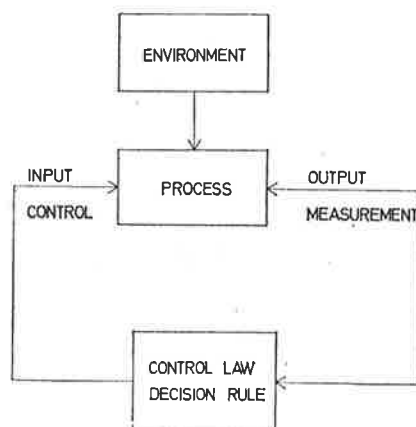 ENVIRONMENT
PROCESS
INPUT
CONTROL
OUTPUT
MEASUREMENT
CONTROL LAW
DECISION RULE